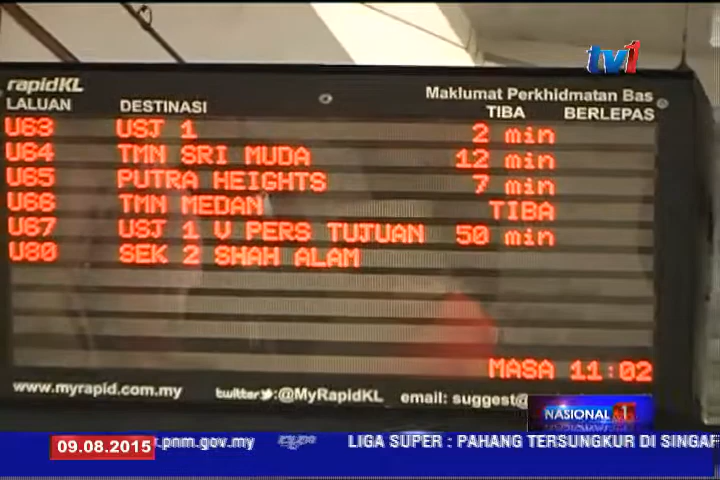 tv1
rapidKL
Maklumat Perkhidmatan Bas
LALUAN DESTINASI TIBA BERLEPAS
U63 USJ 1 2 min
U64 TMN SRI MUDA 12 min
U65 PUTRA HEIGHTS 7 min
U66 TMN MEDAN TIBA
U67 USJ 1 V PERS TUJUAN 50 min
U80 SEK 2 SHAH ALAM
MASA 11:02
www.myrapid.com.my twitter :@MyRapidKL email: suggest@
NASIONAL 1
09.08.2015 .pnm.gov.my LIGA SUPER : PAHANG TERSUNGKUR DI SINGAP